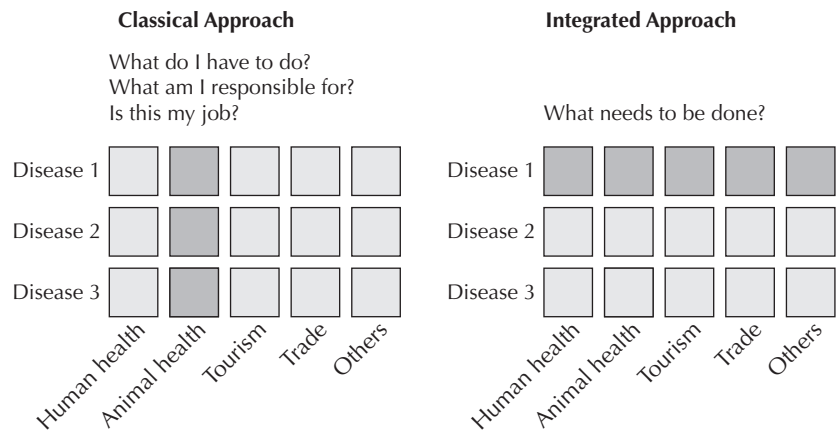 Classical Approach
What do I have to do?
What am I responsible for?
Is this my job?
Disease 1
Disease 2
Disease 3
Human health
Animal health
Tourism
Trade
Others
Integrated Approach
What needs to be done?
Disease 1
Disease 2
Disease 3
Human health
Animal health
Tourism
Trade
Others